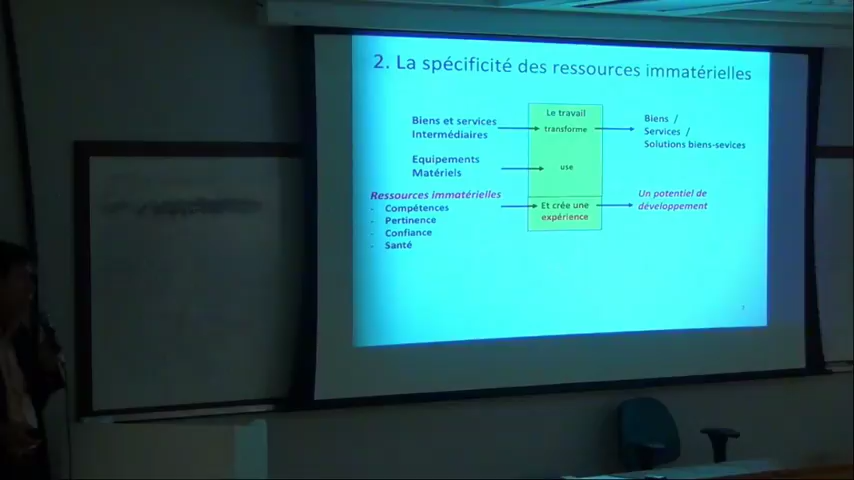 2. La spécificité des ressources immatérielles
Biens et services
Intermédiaires
Le travail
transforme
Biens /
Services /
Solutions biens-sevices
Equipements
Matériels
use
Ressources immatérielles
- Compétences
- Pertinence
- Confiance
- Santé
Et crée une
expérience
Un potentiel de
développement